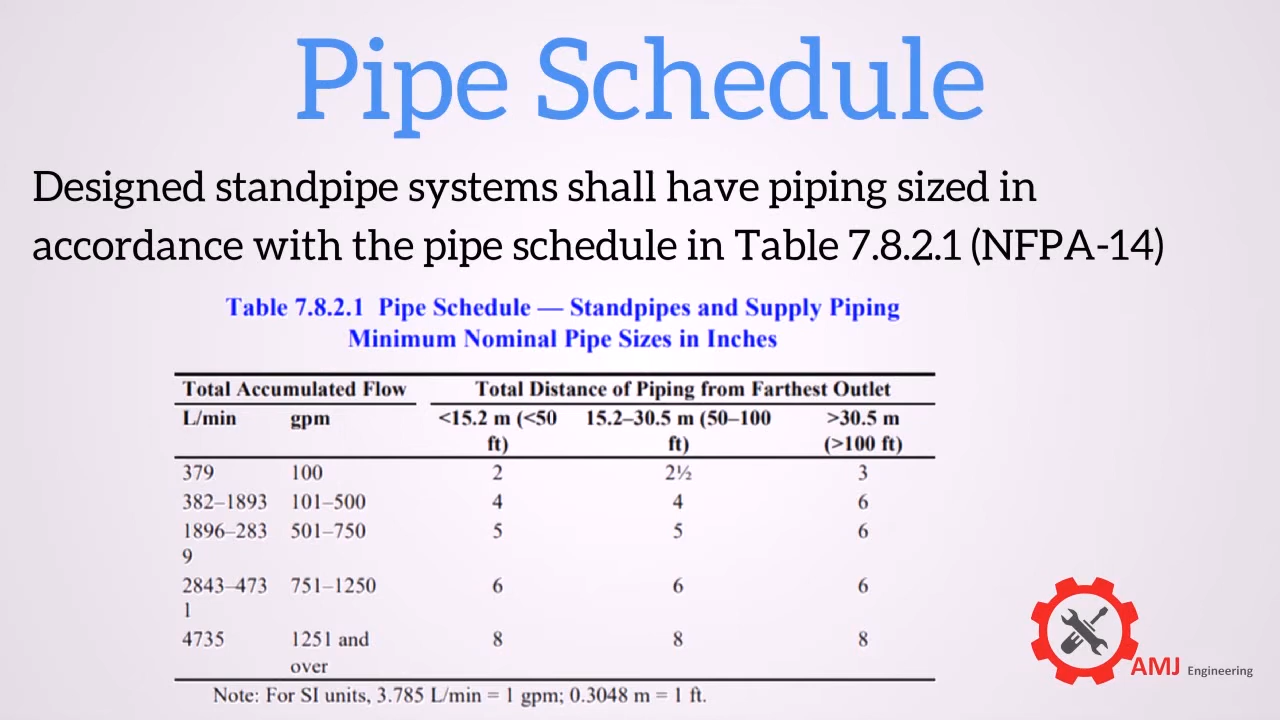 Pipe Schedule
Designed standpipe systems shall have piping sized in
accordance with the pipe schedule in Table 7.8.2.1 (NFPA-14)
Table 7.8.2.1 Pipe Schedule — Standpipes and Supply Piping
Minimum Nominal Pipe Sizes in Inches
Total Accumulated Flow Total Distance of Piping from Farthest Outlet
L/min gpm <15.2 m (<50 15.2–30.5 m (50–100 >30.5 m
ft) ft) (>100 ft)
379 100 2 2½ 3
382–1893 101–500 4 4 6
1896–283 501–750 5 5 6
9
2843–473 751–1250 6 6 6
1
4735 1251 and 8 8 8
over
Note: For SI units, 3.785 L/min = 1 gpm; 0.3048 m = 1 ft.
AMJ Engineering